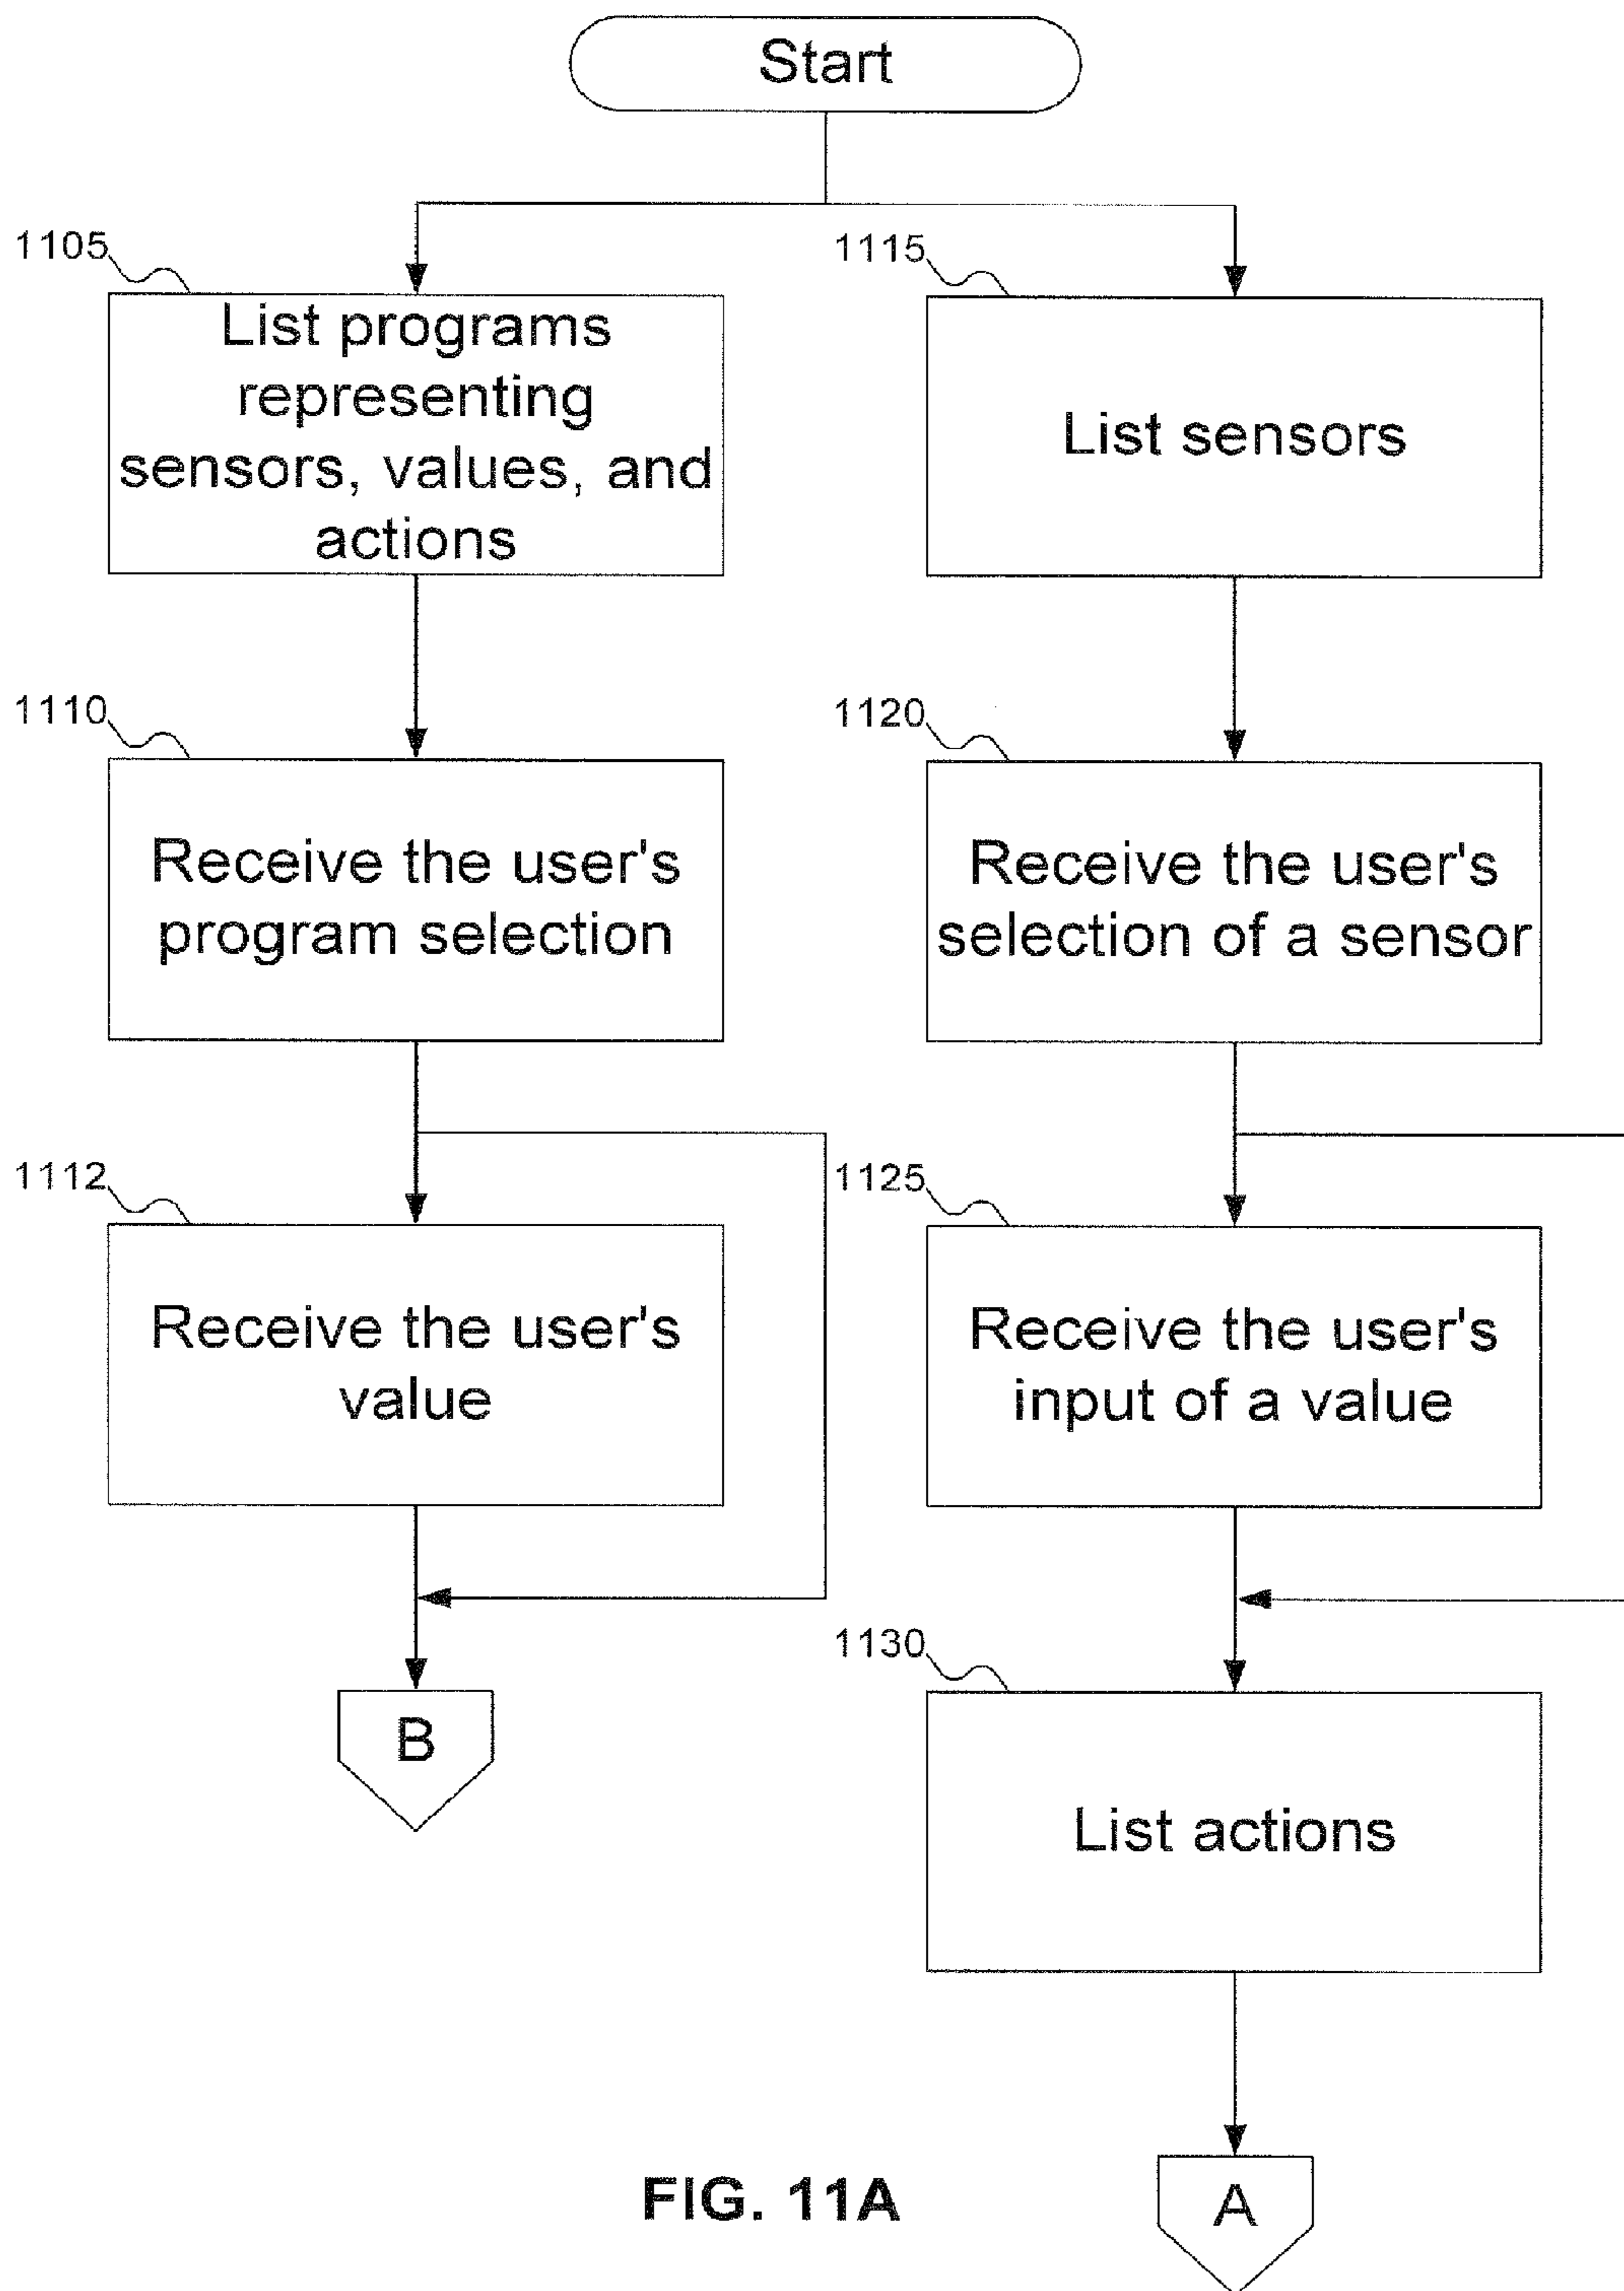 Start
1105
List programs
representing
sensors, values, and
actions
1110
Receive the user's
program selection
1112
Receive the user's
value
B
1115
List sensors
1120
Receive the user's
selection of a sensor
1125
Receive the user's
input of a value
1130
List actions
A
FIG. 11A